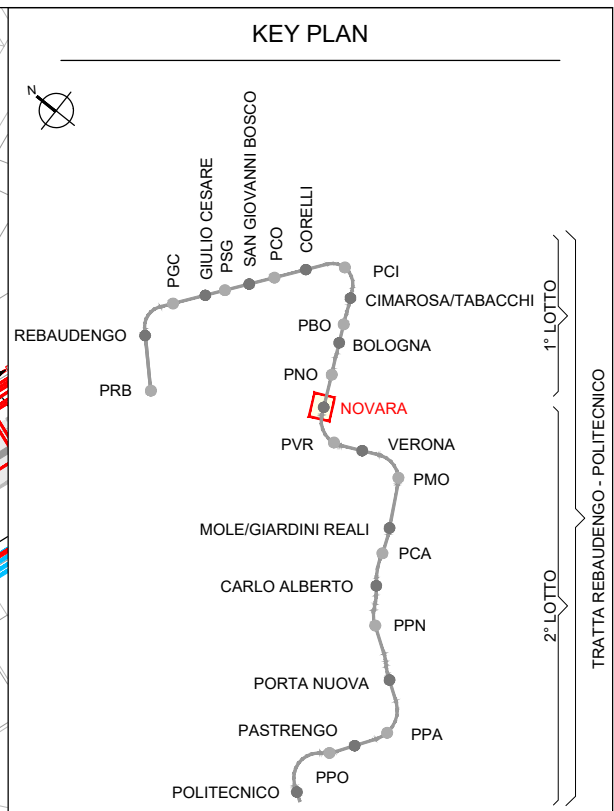 KEY PLAN
N
PGC
GIULIO CESARE
PSG
SAN GIOVANNI BOSCO
PCO
CORELLI
PCI
CIMAROSA/TABACCHI
PBO
REBAUDENGO
BOLOGNA
PNO
PRB
NOVARA
PVR
VERONA
PMO
MOLE/GIARDINI REALI
PCA
CARLO ALBERTO
PPN
PORTA NUOVA
PASTRENGO
PPA
PPO
POLITECNICO
1° LOTTO
2° LOTTO
TRATTA REBAUDENGO - POLITECNICO